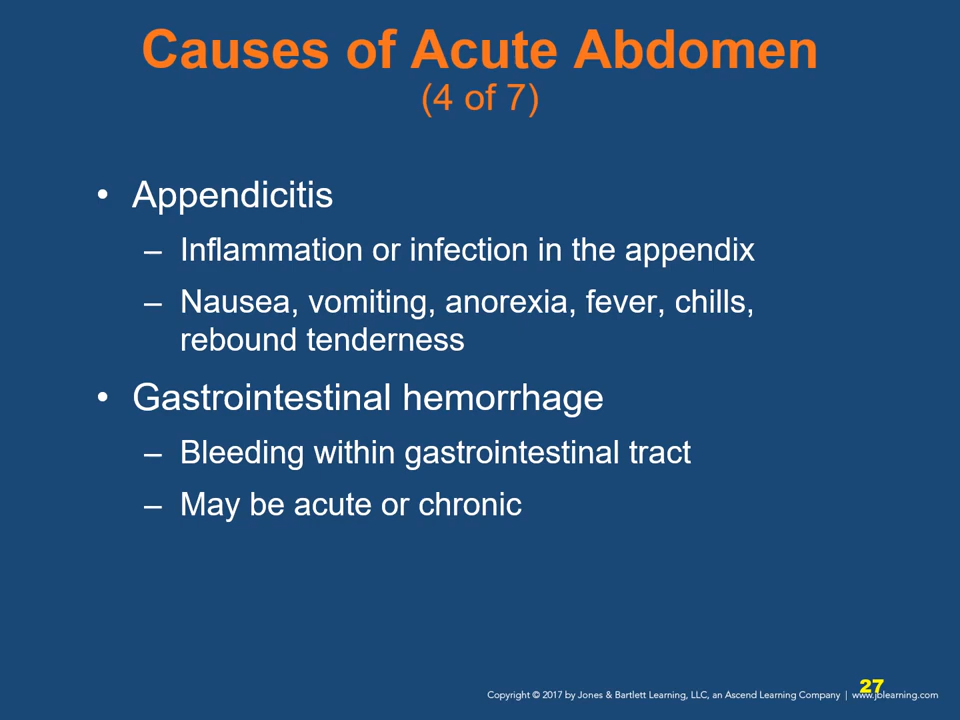 Causes of Acute Abdomen
(4 of 7)
• Appendicitis
– Inflammation or infection in the appendix
– Nausea, vomiting, anorexia, fever, chills,
rebound tenderness
• Gastrointestinal hemorrhage
– Bleeding within gastrointestinal tract
– May be acute or chronic
27
Copyright © 2017 by Jones & Bartlett Learning, LLC, an Ascend Learning Company | www.jblearning.com